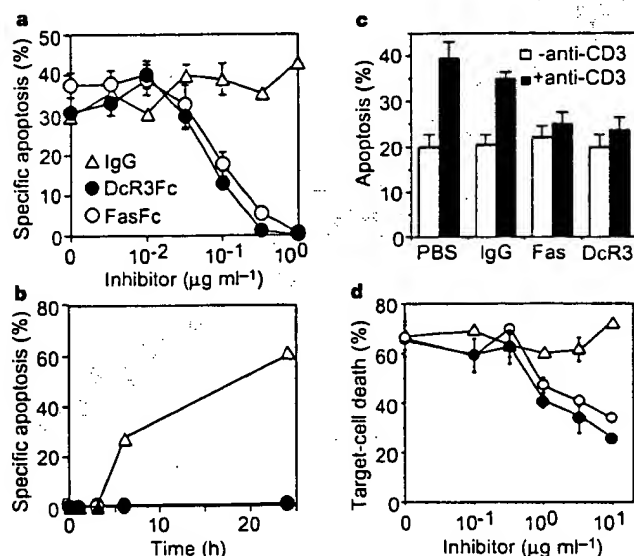 a
Specific apoptosis (%)
50
40
30
20
10
0
IgG
DcR3Fc
FasFc
0 10-2 10-1 100
Inhibitor (μg ml–1)
b
Specific apoptosis (%)
80
60
40
20
0
0 10 20
Time (h)
c
Apoptosis (%)
50
40
30
20
10
0
-anti-CD3
+anti-CD3
PBS IgG Fas DcR3
d
Target-cell death (%)
80
60
40
20
0
0 10-1 100 101
Inhibitor (μg ml–1)